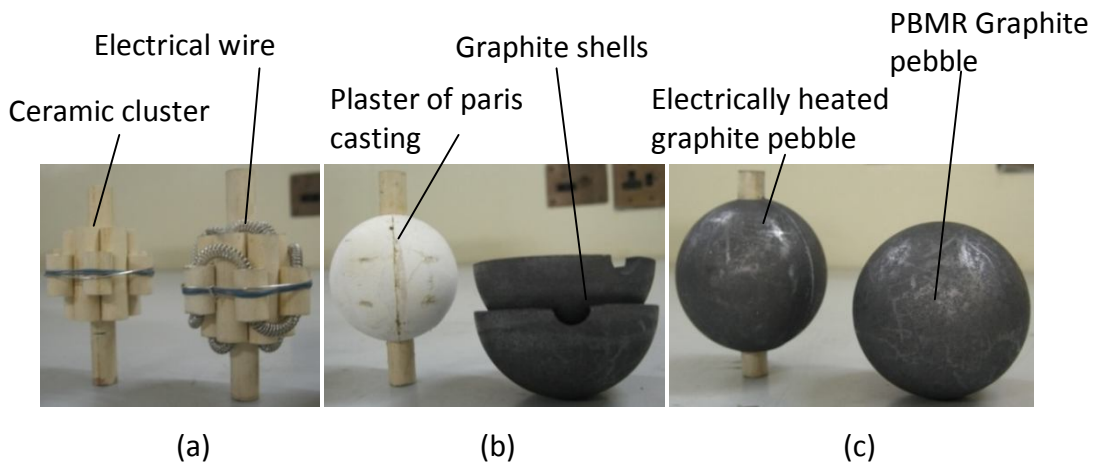 Electrical wire
Ceramic cluster
Graphite shells
Plaster of paris
casting
PBMR Graphite
pebble
Electrically heated
graphite pebble
(a)
(b)
(c)